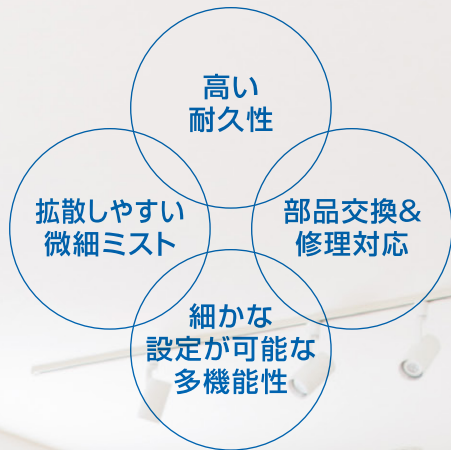 高い
耐久性
拡散しやすい
微細ミスト
部品交換&
修理対応
細かな
設定が可能な
多機能性